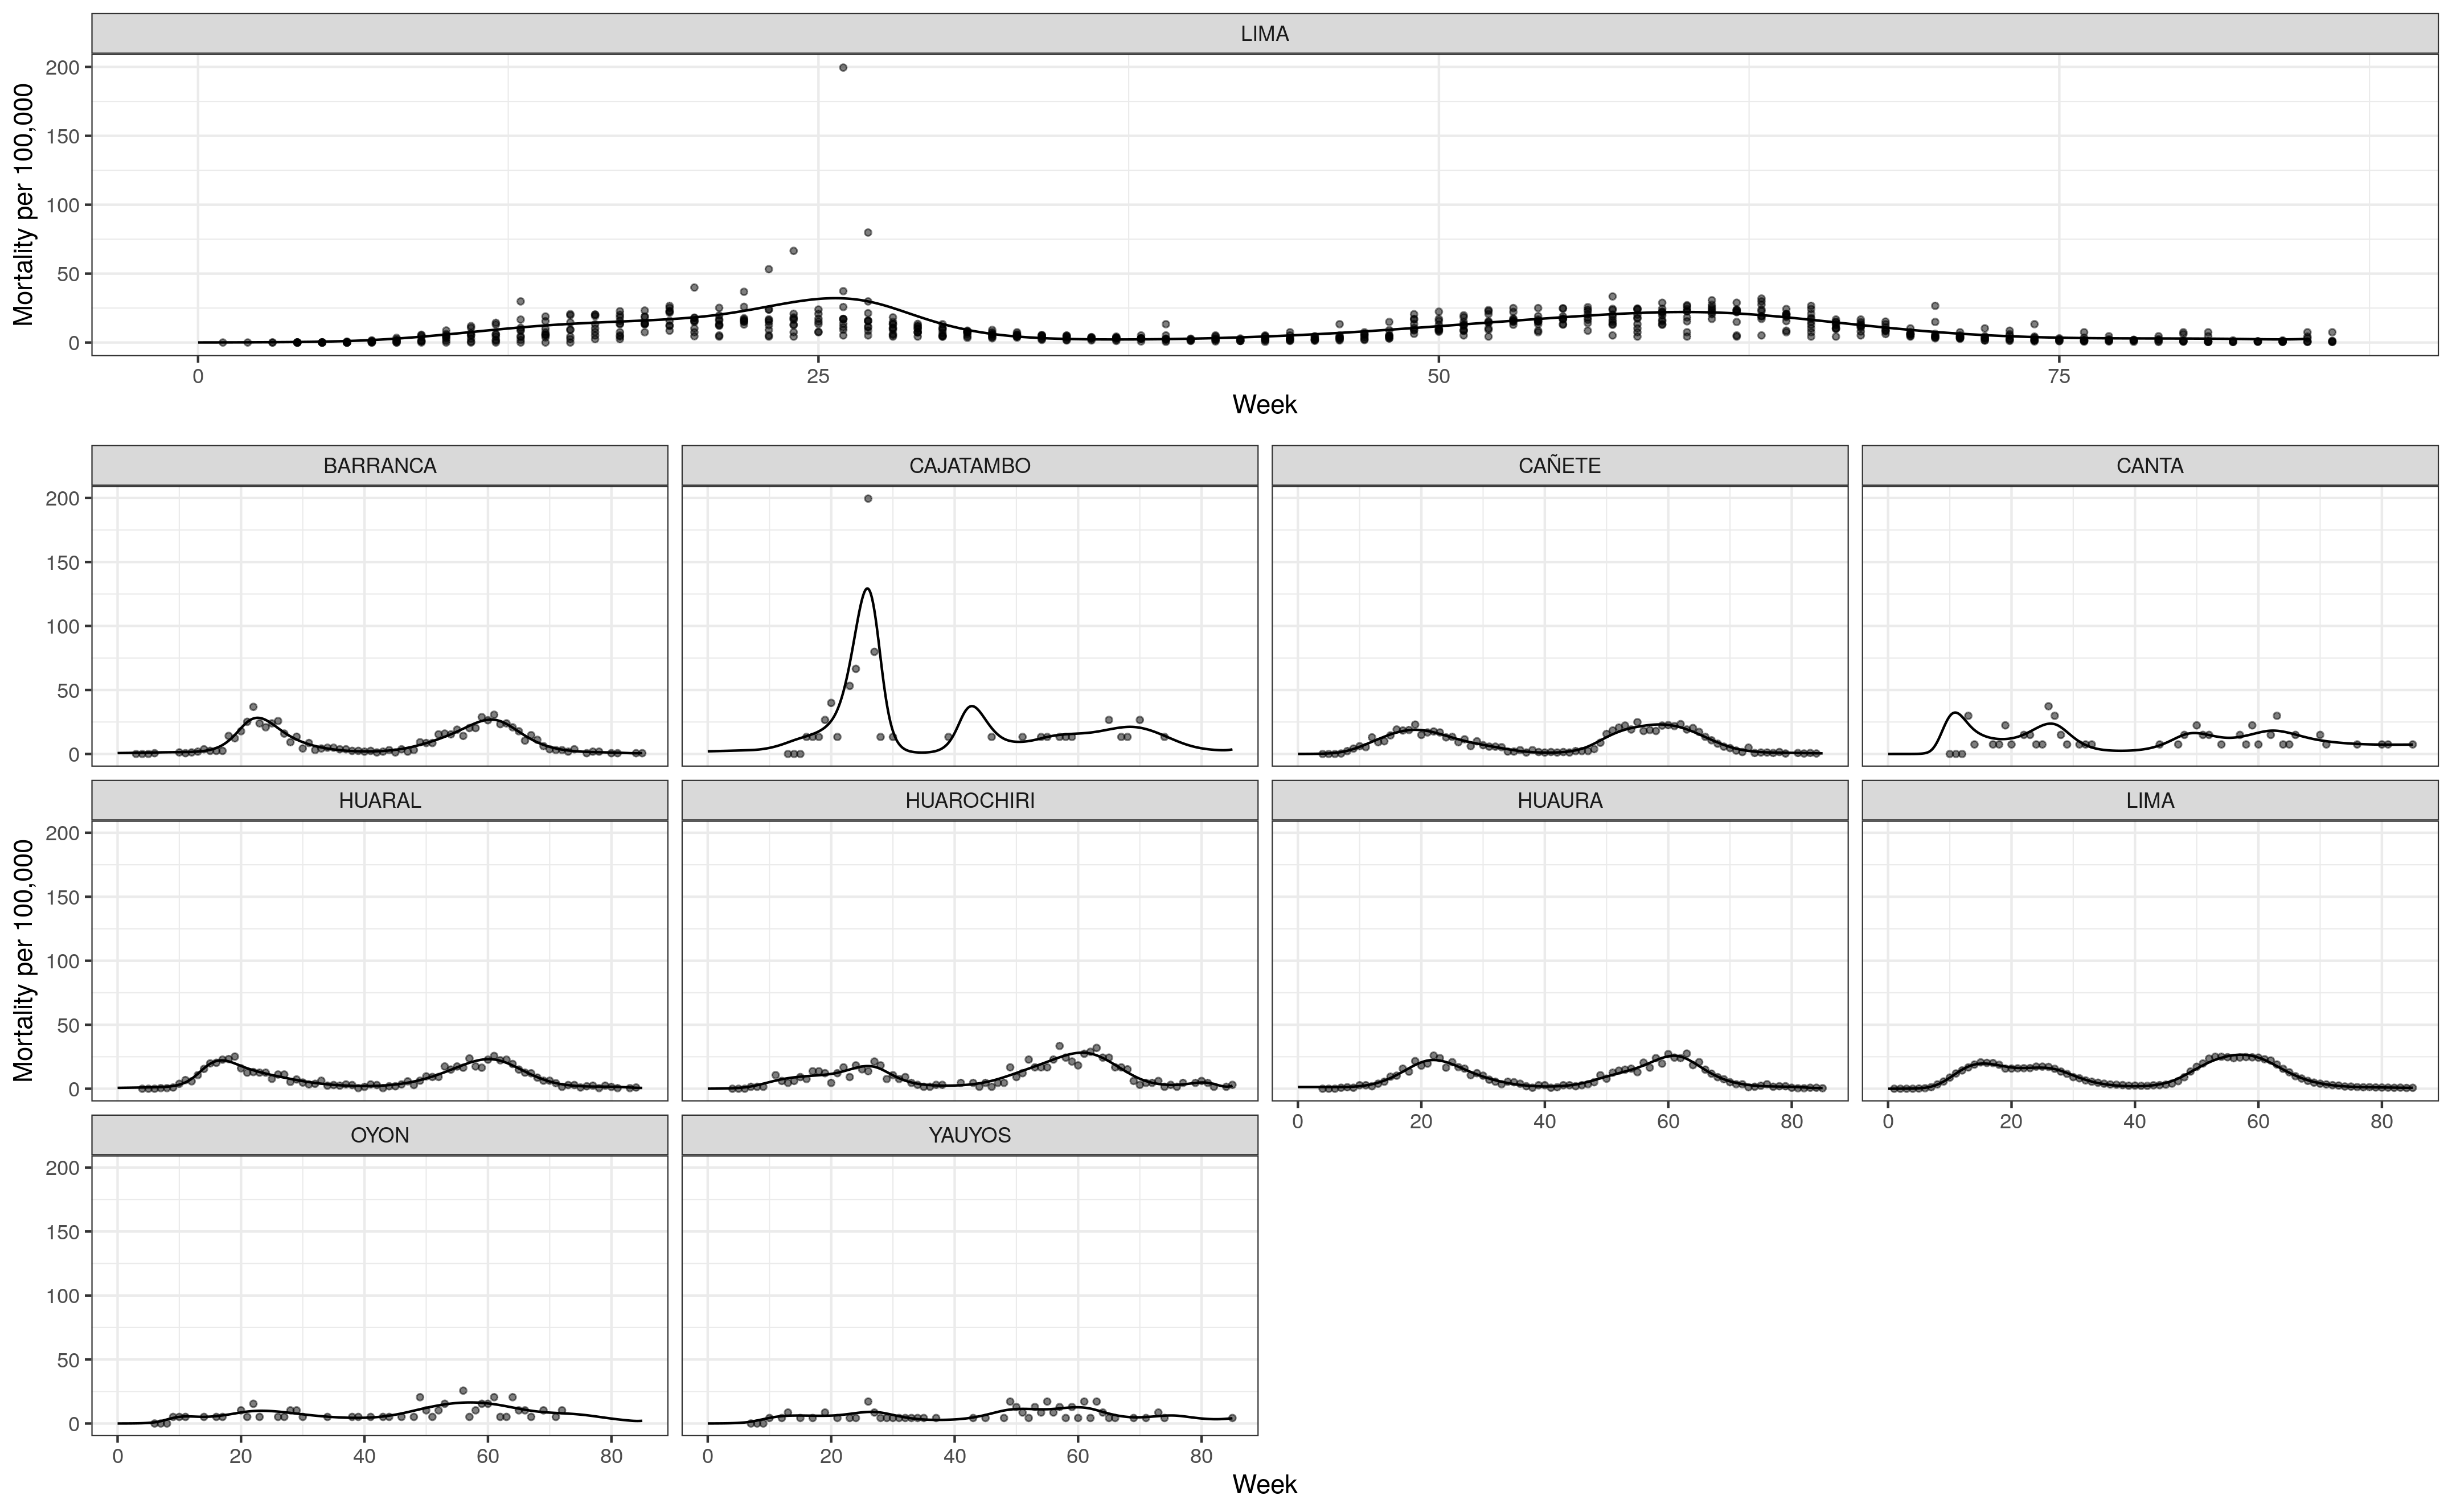 LIMA
Mortality per 100,000
200
150
100
50
0
0 25 50 75
Week
BARRANCA CAJATAMBO CAÑETE CANTA
200
150
100
50
0
HUARAL HUAROCHIRI HUAURA LIMA
Mortality per 100,000
200
150
100
50
0
0 20 40 60 80 0 20 40 60 80
OYON YAUYOS
200
150
100
50
0
0 20 40 60 80 0 20 40 60 80
Week